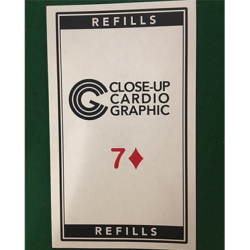 REFILLS
CLOSE-UP
CARDIO
GRAPHIC
7♦
REFILLS